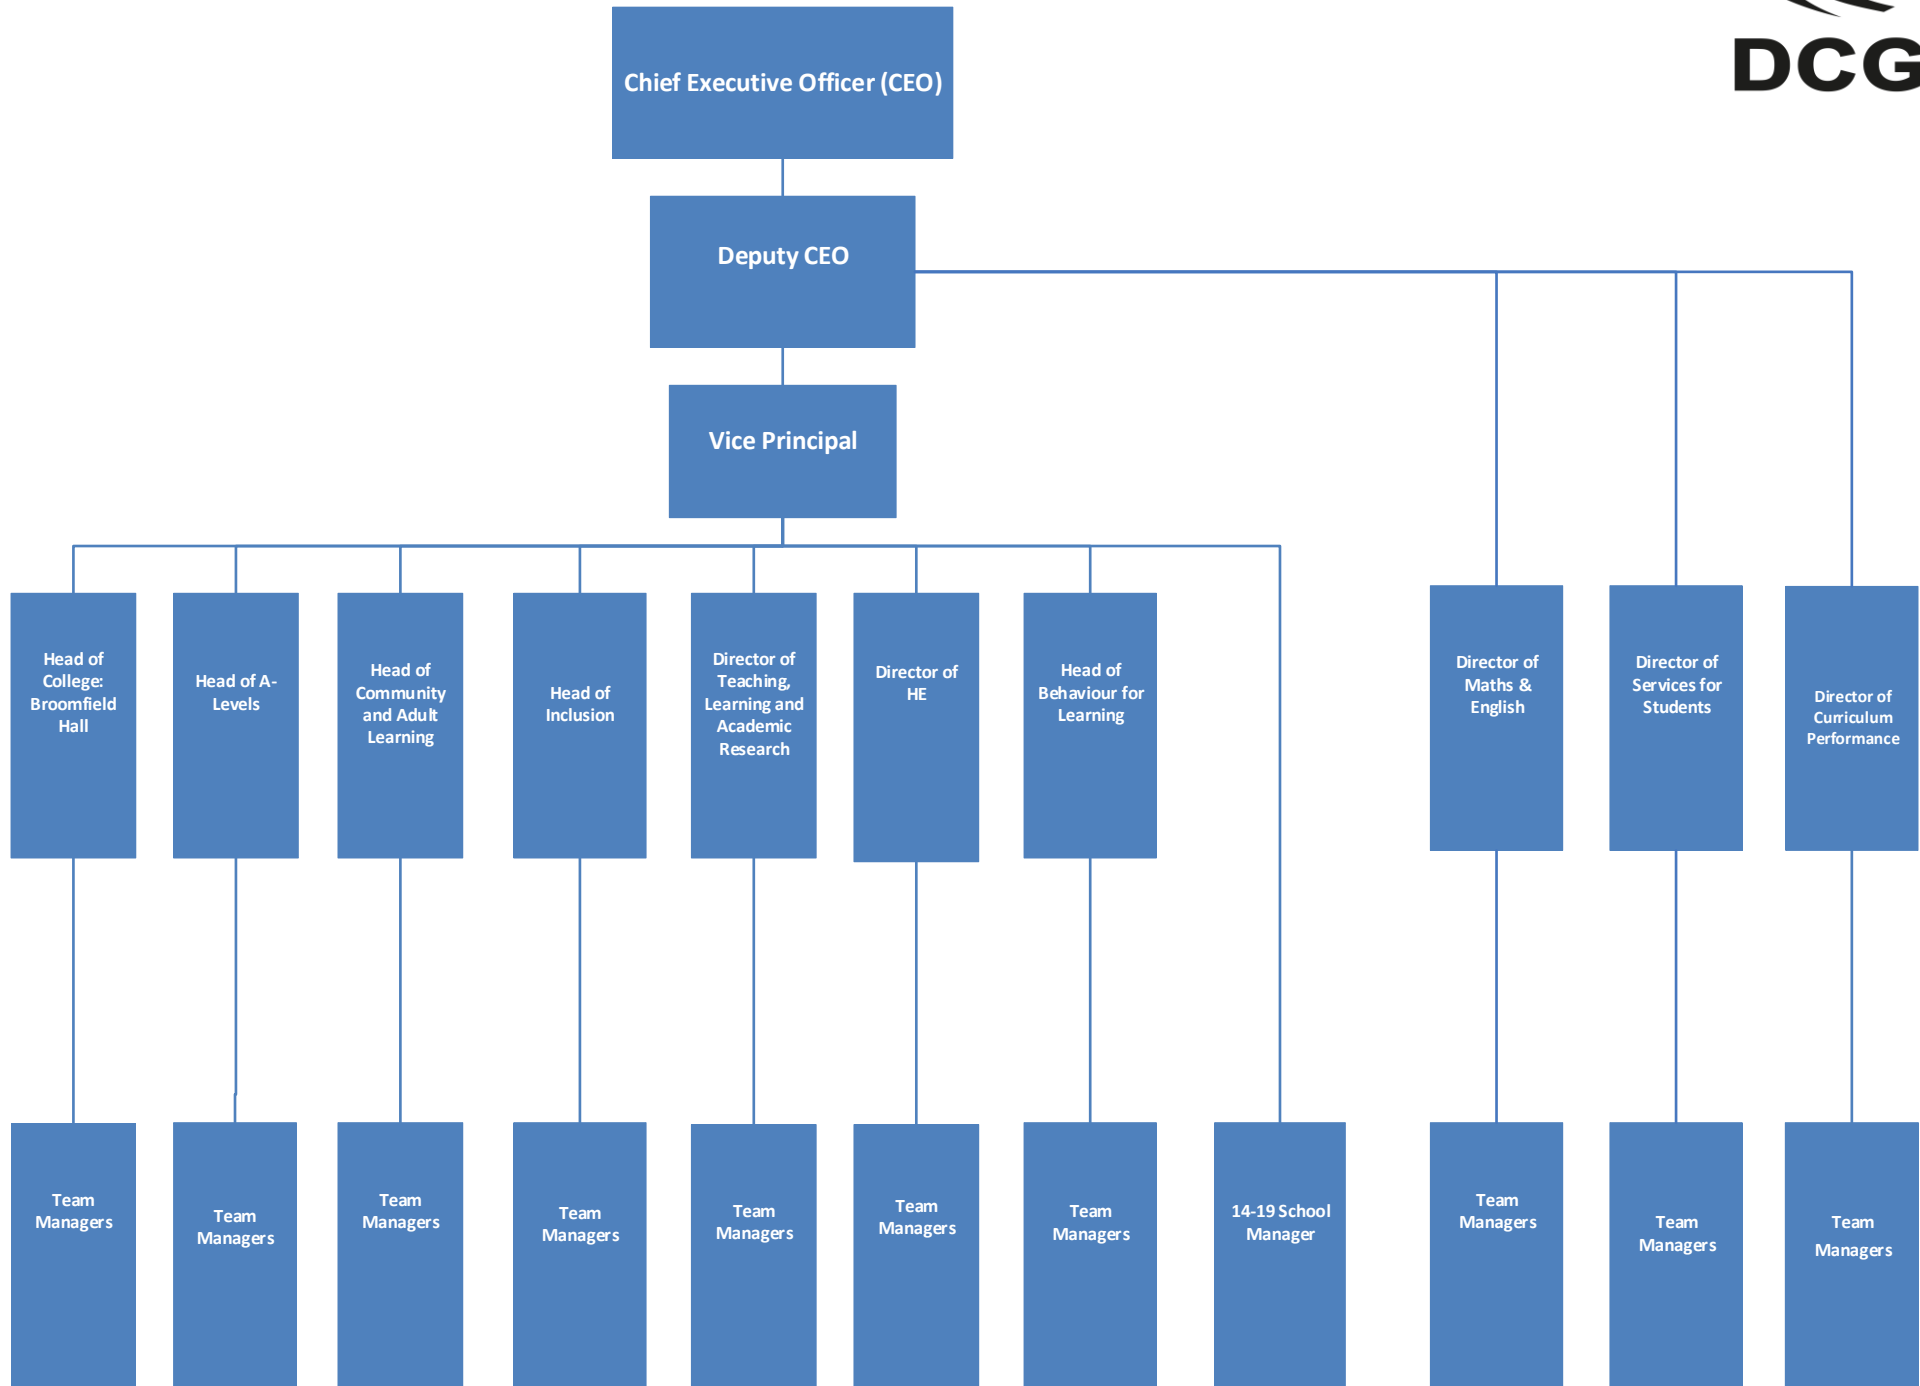 DCG
Chief Executive Officer (CEO)
Deputy CEO
Vice Principal
Head of
College:
Broomfield
Hall
Head of A-
Levels
Head of
Community
and Adult
Learning
Head of
Inclusion
Director of
Teaching,
Learning and
Academic
Research
Director of
HE
Head of
Behaviour for
Learning
Director of
Maths &
English
Director of
Services for
Students
Director of
Curriculum
Performance
Team
Managers
Team
Managers
Team
Managers
Team
Managers
Team
Managers
Team
Managers
Team
Managers
14-19 School
Manager
Team
Managers
Team
Managers
Team
Managers